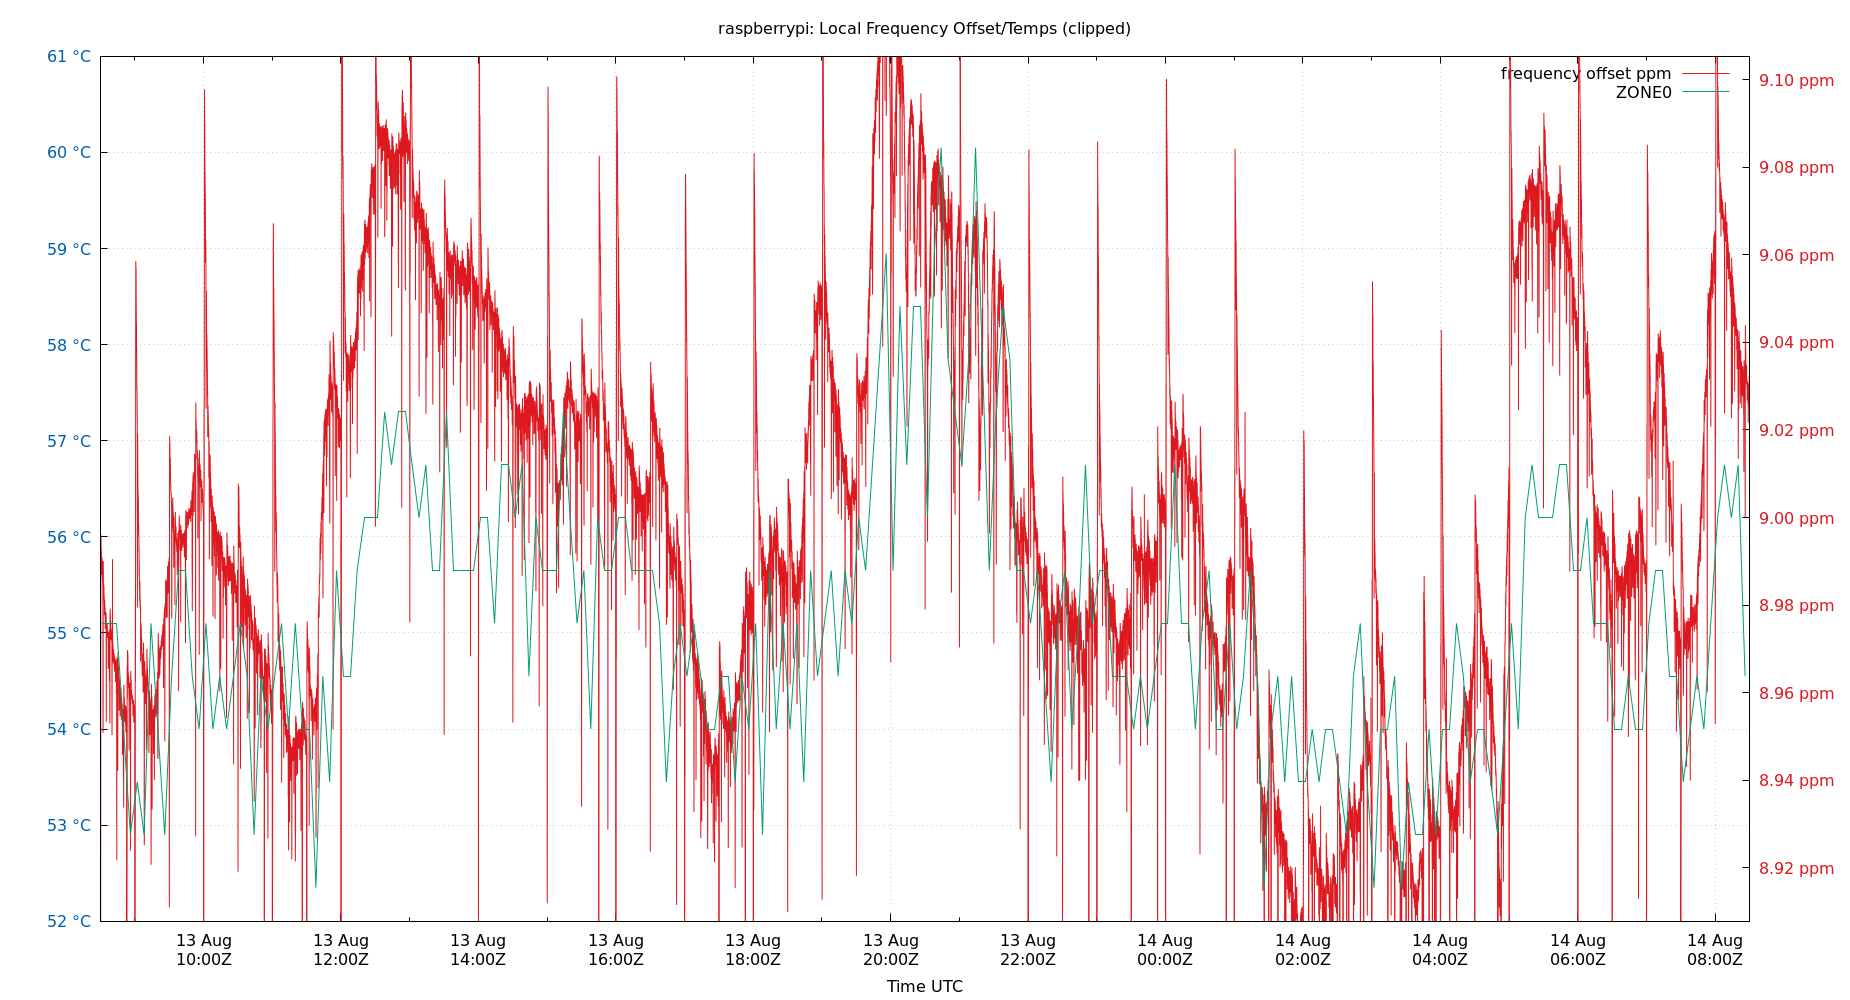 raspberrypi: Local Frequency Offset/Temps (clipped)
61 °C
60 °C
59 °C
58 °C
57 °C
56 °C
55 °C
54 °C
53 °C
52 °C
frequency offset ppm
ZONE0
9.10 ppm
9.08 ppm
9.06 ppm
9.04 ppm
9.02 ppm
9.00 ppm
8.98 ppm
8.96 ppm
8.94 ppm
8.92 ppm
13 Aug
10:00Z
13 Aug
12:00Z
13 Aug
14:00Z
13 Aug
16:00Z
13 Aug
18:00Z
13 Aug
20:00Z
13 Aug
22:00Z
14 Aug
00:00Z
14 Aug
02:00Z
14 Aug
04:00Z
14 Aug
06:00Z
14 Aug
08:00Z
Time UTC